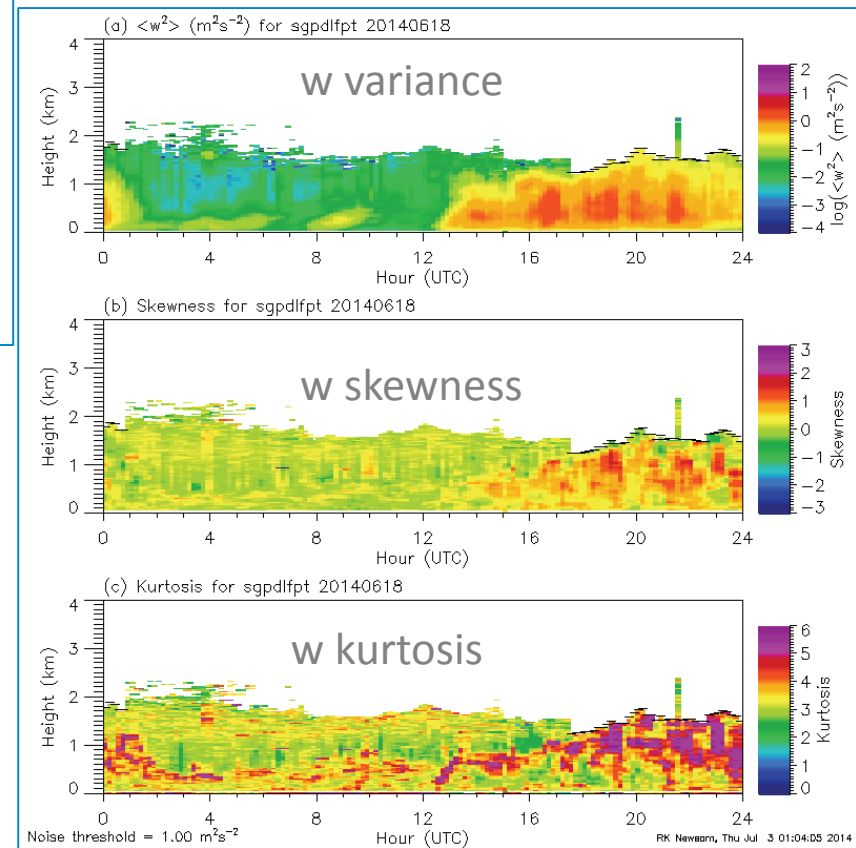 (a) <w²> (m²s⁻²) for sgpdlfpt 20140618
w variance
Height (km)
4
3
2
1
0
0 4 8 12 16 20 24
Hour (UTC)
2
1
0
−1
−2
−3
−4
log(<w²> (m²s⁻²))
(b) Skewness for sgpdlfpt 20140618
w skewness
Height (km)
4
3
2
1
0
0 4 8 12 16 20 24
Hour (UTC)
3
2
1
0
−1
−2
−3
Skewness
(c) Kurtosis for sgpdlfpt 20140618
w kurtosis
Height (km)
4
3
2
1
0
0 4 8 12 16 20 24
Hour (UTC)
6
5
4
3
2
1
0
Kurtosis
Noise threshold = 1.00 m²s⁻²
RK Newsom, Thu Jul 3 01:04:05 2014